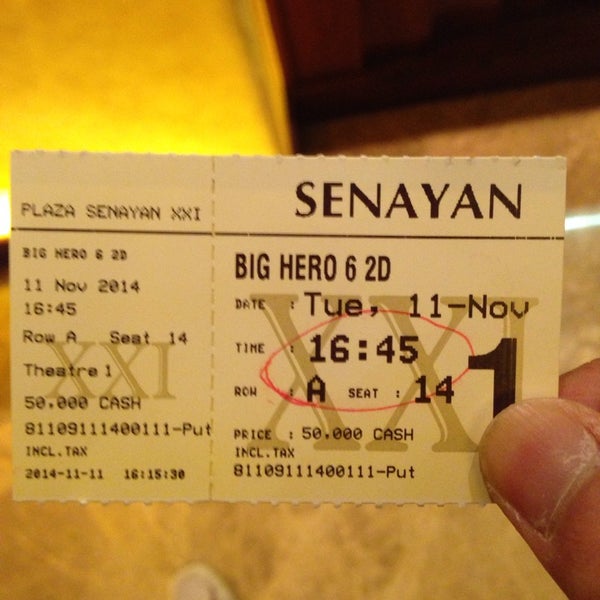 PLAZA SENAYAN XXI
BIG HERO 6 2D
11 Nov 2014
16:45
Row A Seat 14
Theatre 1
50.000 CASH
81109111400111-Put
INCL.TAX
2014-11-11 16:15:30
XXI
SENAYAN
BIG HERO 6 2D
DATE : Tue, 11-Nov
TIME : 16:45
ROW : A SEAT : 14
1
PRICE : 50.000 CASH
INCL.TAX
81109111400111-Put
XXI